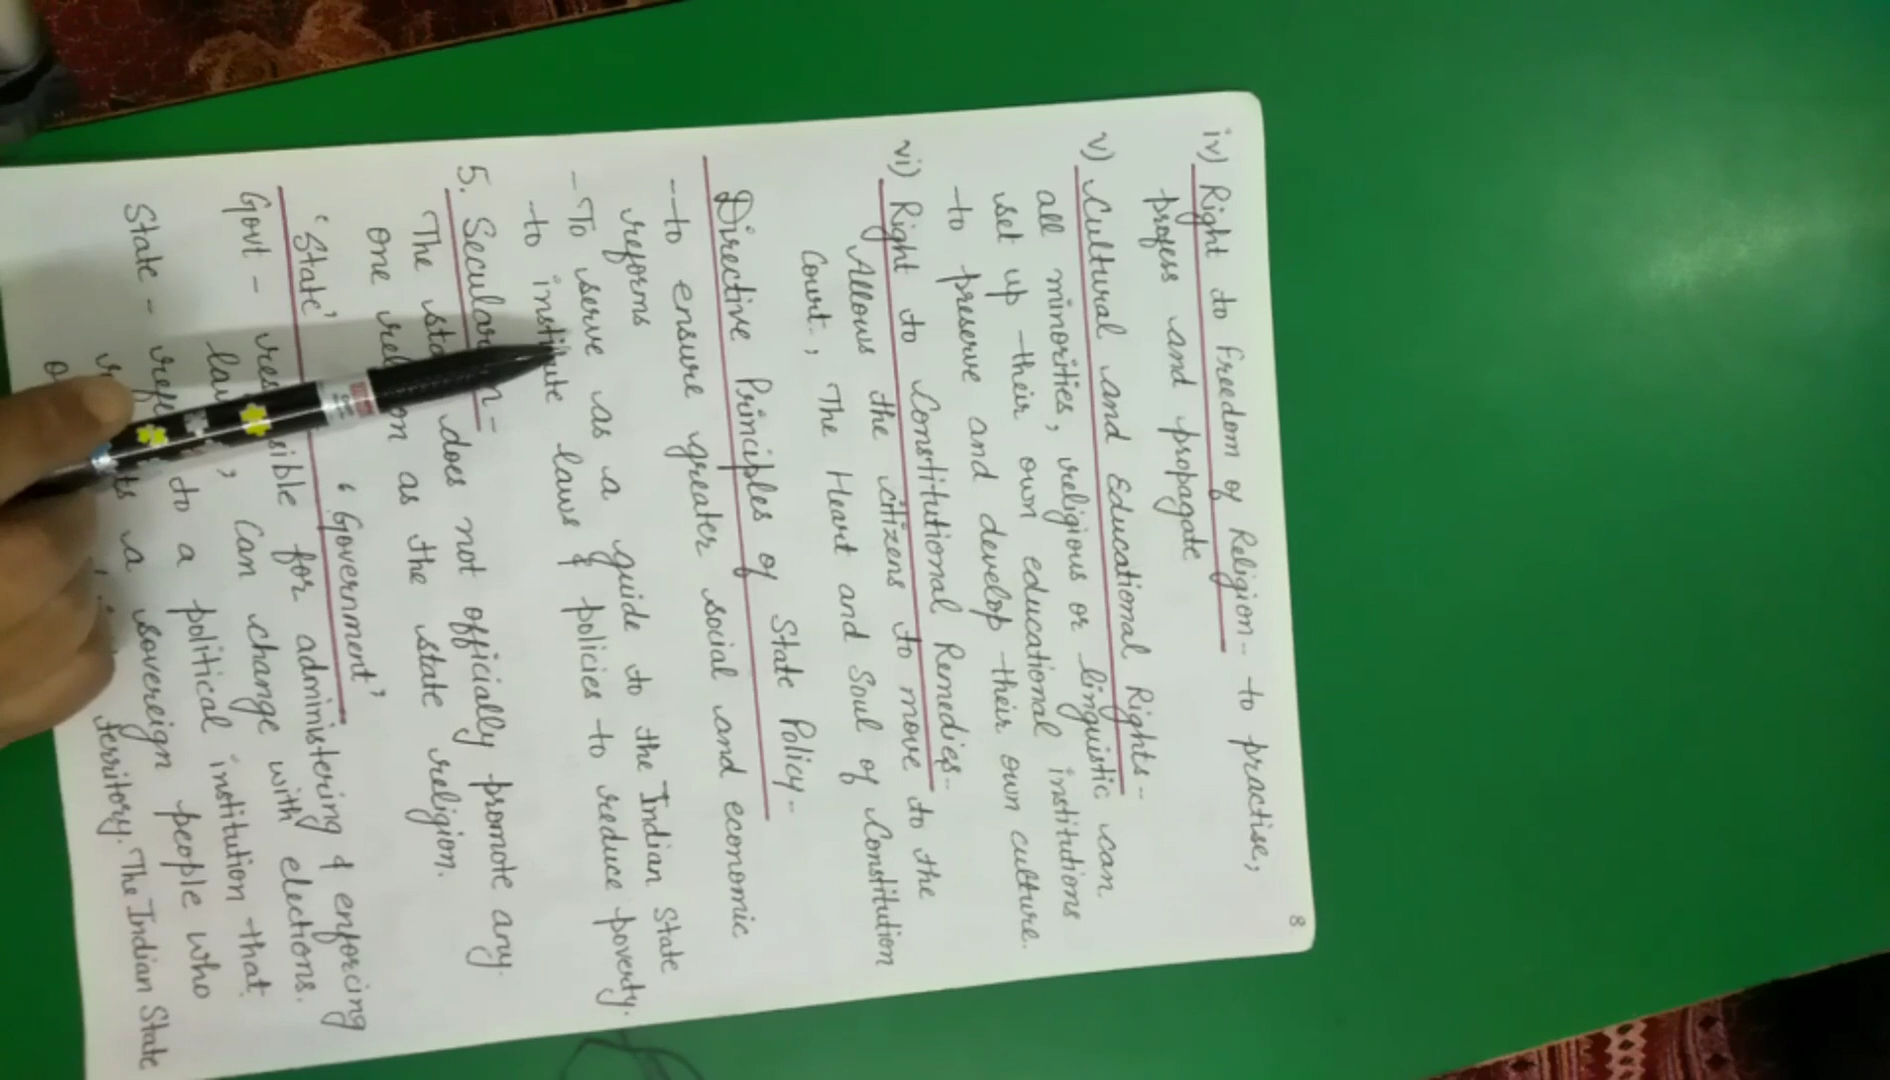 8
iv) Right to Freedom of Religion - to practise,
profess and propagate
v) Cultural and Educational Rights -
all minorities, religious or linguistic can
set up their own educational institutions
- to preserve and develop their own culture.
vi) Right to Constitutional Remedies -
Allows the citizens to move to the
Court., The Heart and Soul of Constitution
Directive Principles of State Policy -
- to ensure greater social and economic
reforms
- To serve as a guide to the Indian State
- to institute laws & policies to reduce poverty.
5. Secularism -
The state does not officially promote any
one religion as the state religion.
'State' 'Government'
Govt - responsible for administering & enforcing
law, Can change with elections.
State - refers to a political institution that
a sovereign people who
territory. The Indian State